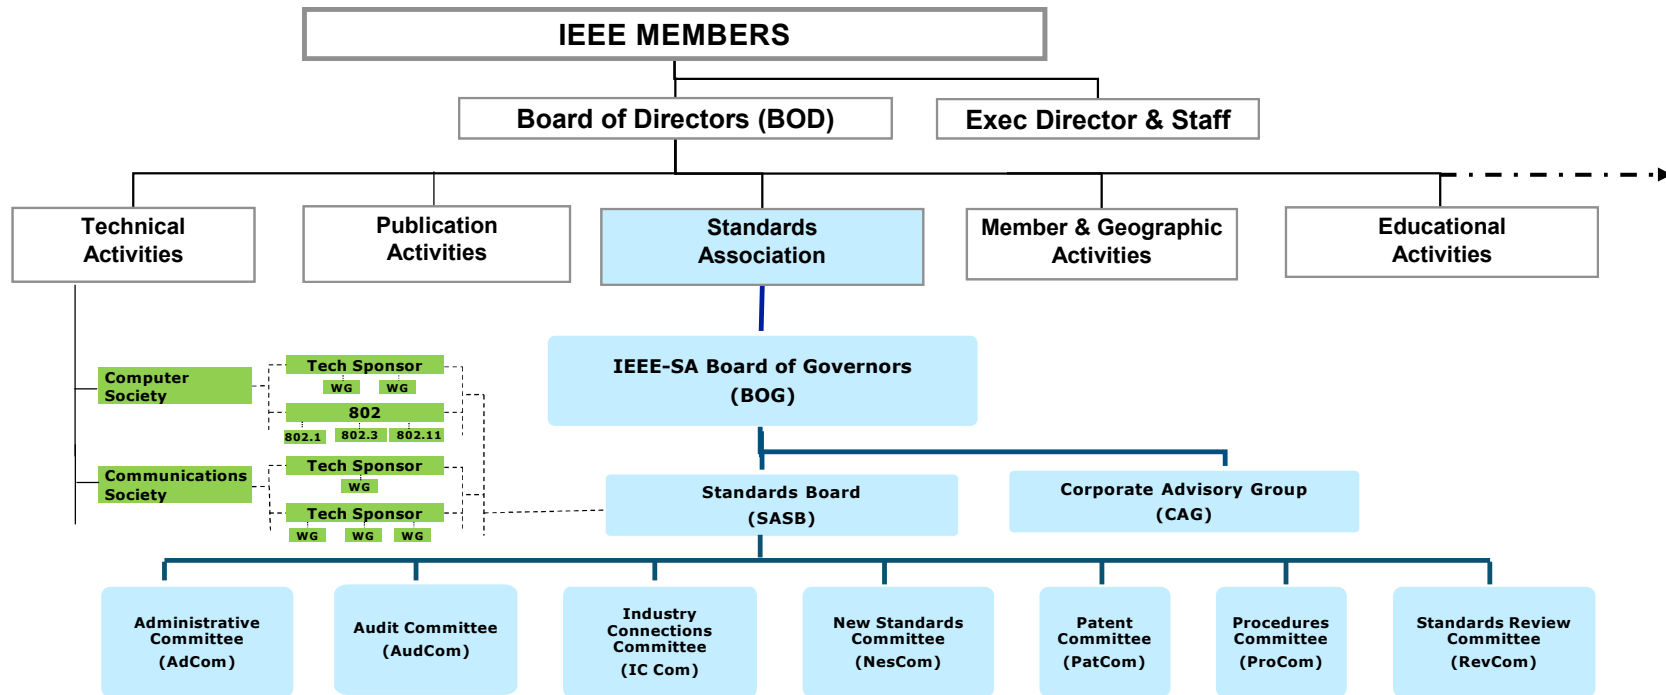 IEEE MEMBERS
Board of Directors (BOD)
Exec Director & Staff
Technical
Activities
Publication
Activities
Standards
Association
Member & Geographic
Activities
Educational
Activities
Computer
Society
Tech Sponsor
WG WG
802
802.1 802.3 802.11
Communications
Society
Tech Sponsor
WG
Tech Sponsor
WG WG WG
IEEE-SA Board of Governors
(BOG)
Standards Board
(SASB)
Corporate Advisory Group
(CAG)
Administrative
Committee
(AdCom)
Audit Committee
(AudCom)
Industry
Connections
Committee
(IC Com)
New Standards
Committee
(NesCom)
Patent
Committee
(PatCom)
Procedures
Committee
(ProCom)
Standards Review
Committee
(RevCom)